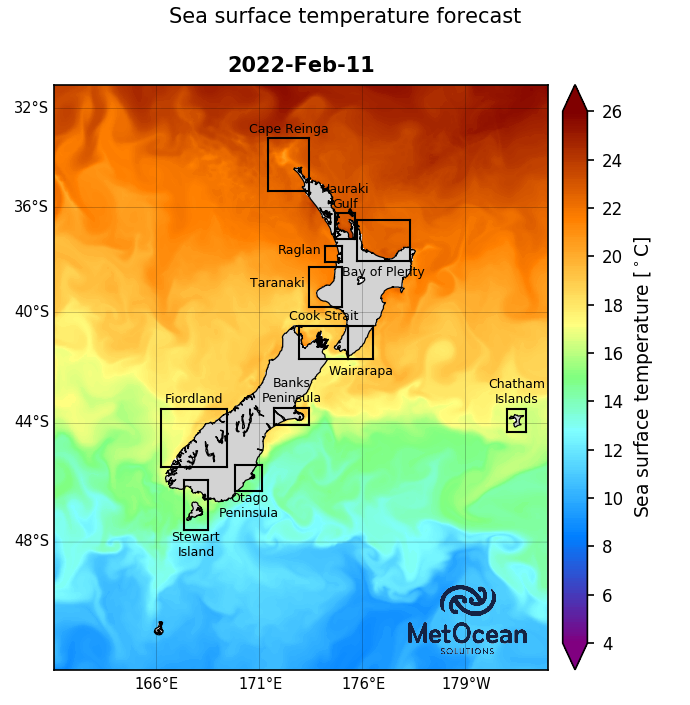 Sea surface temperature forecast
2022-Feb-11
32°S
36°S
40°S
44°S
48°S
166°E
171°E
176°E
179°W
Cape Reinga
Hauraki
Gulf
Raglan
Bay of Plenty
Taranaki
Cook Strait
Wairarapa
Banks
Peninsula
Fiordland
Chatham
Islands
Otago
Peninsula
Stewart
Island
MetOcean
SOLUTIONS
26
24
22
20
18
16
14
12
10
8
6
4
Sea surface temperature [°C]